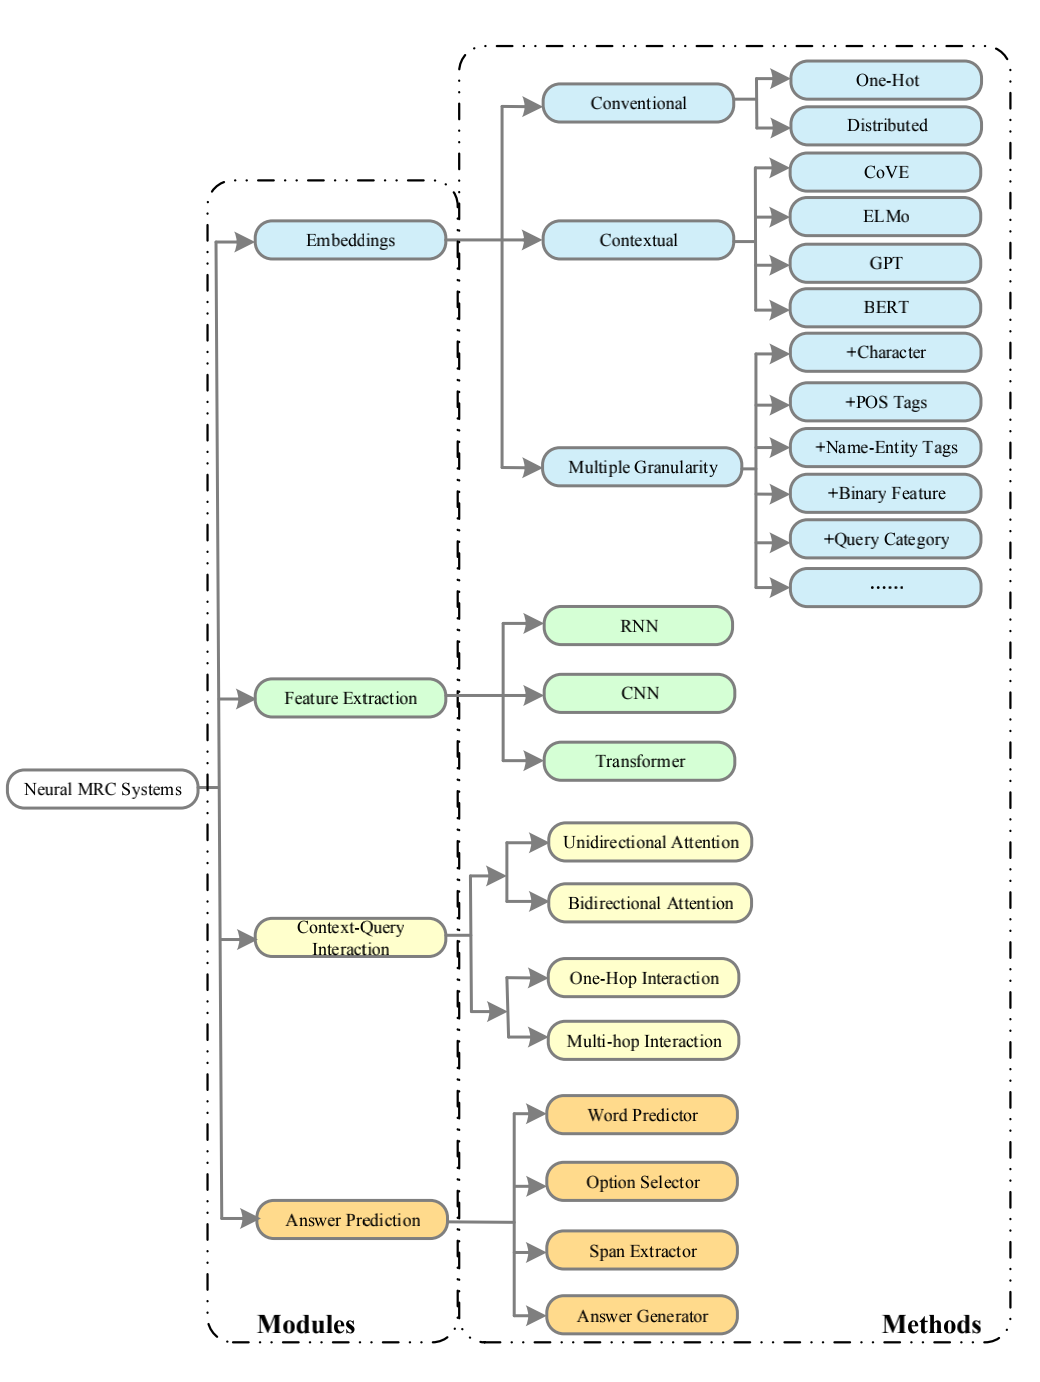 One-Hot
Conventional
Distributed
CoVE
ELMo
Embeddings
Contextual
GPT
BERT
+Character
+POS Tags
+Name-Entity Tags
Multiple Granularity
+Binary Feature
+Query Category
......
RNN
Feature Extraction
CNN
Transformer
Neural MRC Systems
Unidirectional Attention
Bidirectional Attention
Context-Query
Interaction
One-Hop Interaction
Multi-hop Interaction
Word Predictor
Option Selector
Answer Prediction
Span Extractor
Answer Generator
Modules
Methods